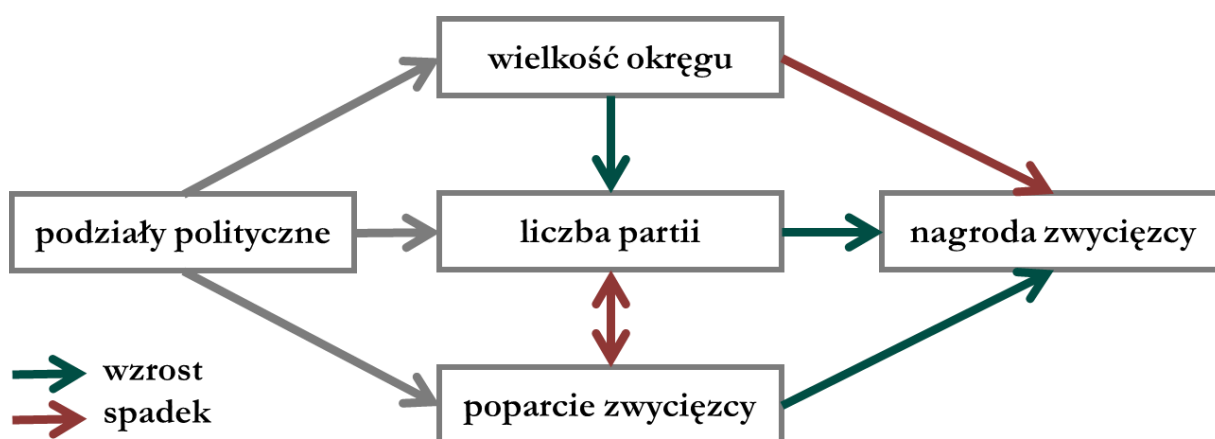 wielkość okręgu
podziały polityczne
liczba partii
nagroda zwycięzcy
poparcie zwycięzcy
wzrost
spadek